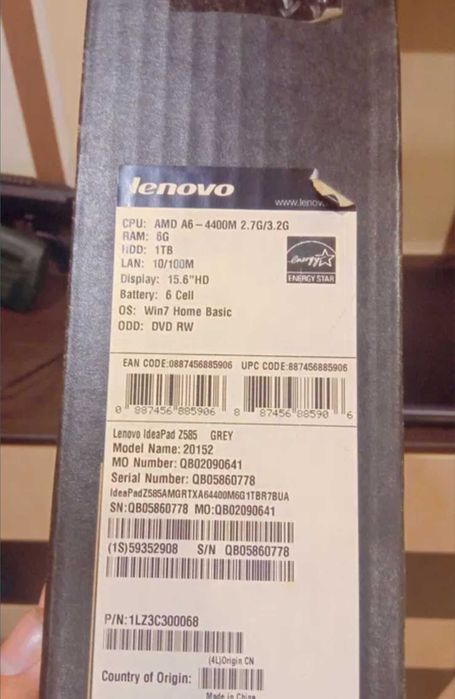 lenovo
www.lenov
CPU: AMD A6-4400M 2.7G/3.2G
RAM: 6G
HDD: 1TB
LAN: 10/100M
Display: 15.6"HD
Battery: 6 Cell
OS: Win7 Home Basic
ODD: DVD RW
energy
ENERGY STAR
EAN CODE:0887456885906 UPC CODE:887456885906
0 887456 885906 8 87456 88590 6
Lenovo IdeaPad Z585 GREY
Model Name: 20152
MO Number: QB02090641
Serial Number: QB05860778
IdeaPadZ585AMGRTXA64400M6G1TBR7BUA
SN:QB05860778 MO:QB02090641
(1S)59352908 S/N QB05860778
P/N:1LZ3C300068
(4L)Origin CN
Country of Origin:
Made in China